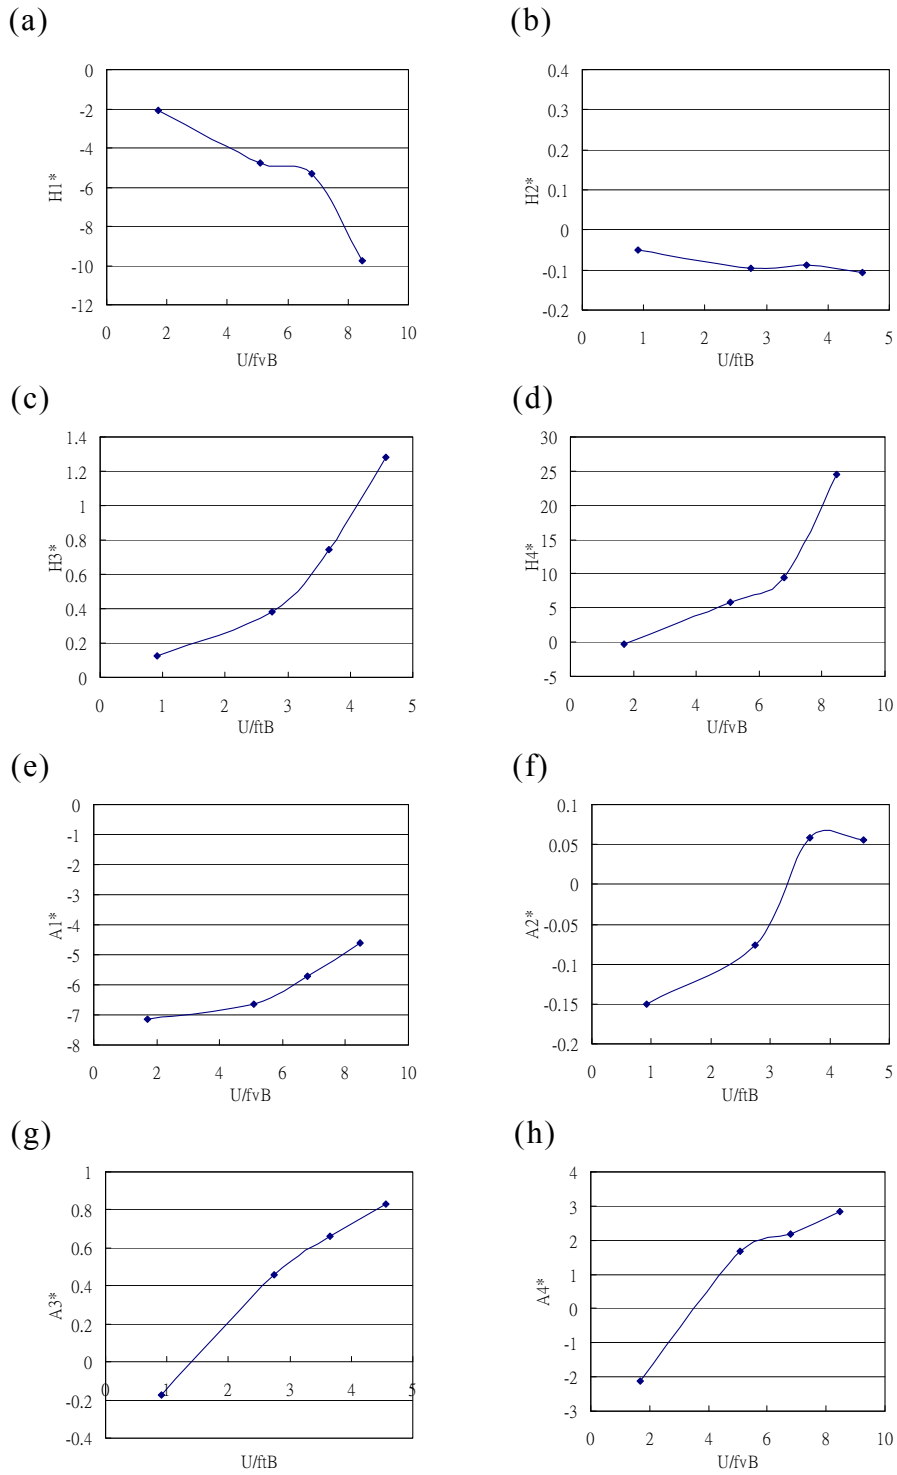 (a)
0
-2
-4
-6
-8
-10
-12
H1*
0 2 4 6 8 10
U/fvB
(b)
0.4
0.3
0.2
0.1
0
-0.1
-0.2
H2*
0 1 2 3 4 5
U/ftB
(c)
1.4
1.2
1
0.8
0.6
0.4
0.2
0
H3*
0 1 2 3 4 5
U/ftB
(d)
30
25
20
15
10
5
0
-5
H4*
0 2 4 6 8 10
U/fvB
(e)
0
-1
-2
-3
-4
-5
-6
-7
-8
A1*
0 2 4 6 8 10
U/fvB
(f)
0.1
0.05
0
-0.05
-0.1
-0.15
-0.2
A2*
0 1 2 3 4 5
U/ftB
(g)
1
0.8
0.6
0.4
0.2
0
-0.2
-0.4
A3*
0 1 2 3 4 5
U/ftB
(h)
4
3
2
1
0
-1
-2
-3
A4*
0 2 4 6 8 10
U/fvB